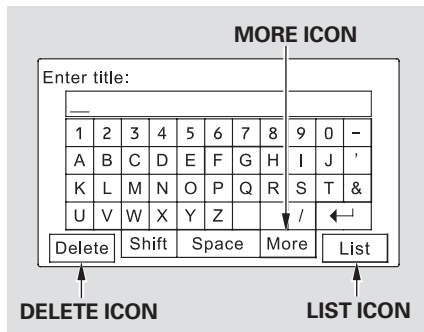 MORE ICON
Enter title:
1 2 3 4 5 6 7 8 9 0 –
A B C D E F G H I J '
K L M N O P Q R S T &
U V W X Y Z /
Delete Shift Space More List
DELETE ICON LIST ICON